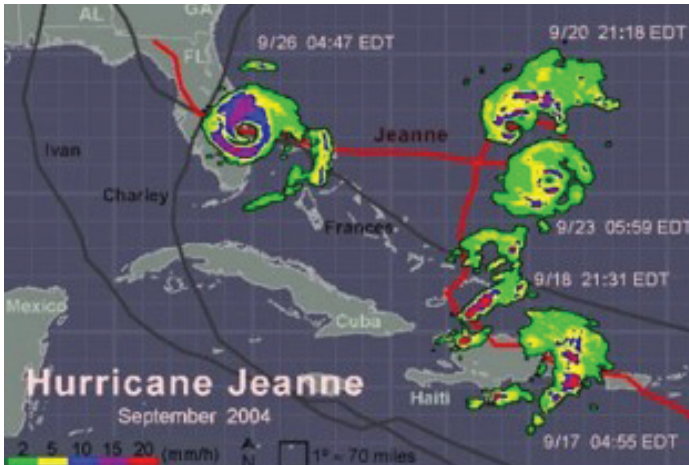 AL
GA
9/26 04:47 EDT
9/20 21:18 EDT
FL
Jeanne
Ivan
Charley
Frances
9/23 05:59 EDT
9/18 21:31 EDT
Mexico
Cuba
Hurricane Jeanne
Haiti
September 2004
9/17 04:55 EDT
2 5 10 15 20 (mm/h)
A
N
1° = 70 miles